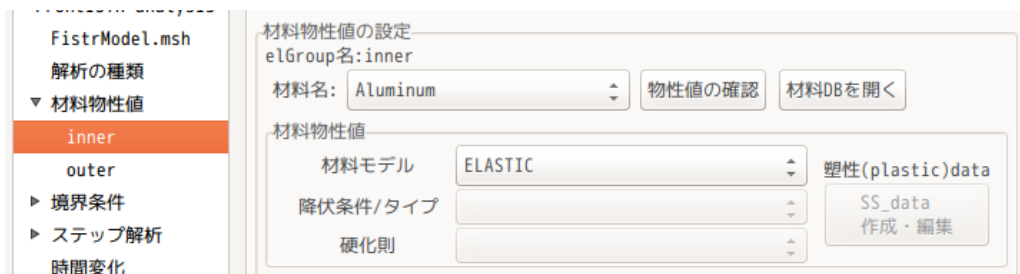 FistrModel.msh
解析の種類
材料物性値
inner
outer
境界条件
ステップ解析
時間変化
材料物性値の設定
elGroup名:inner
材料名: Aluminum 物性値の確認 材料DBを開く
材料物性値
材料モデル ELASTIC 塑性(plastic)data
降伏条件/タイプ
硬化則
SS_data
作成・編集